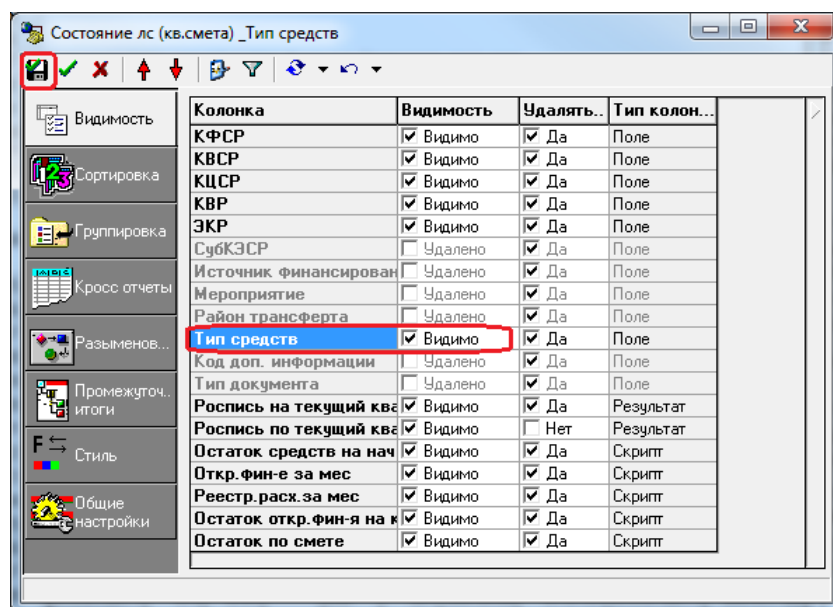 Состояние лс (кв.смета) _Тип средств
Видимость
Сортировка
Группировка
Кросс отчеты
Разыменов...
Промежуточ..
итоги
Стиль
Общие
настройки
Колонка Видимость Удалять.. Тип колон...
КФСР Видимо Да Поле
КВСР Видимо Да Поле
КЦСР Видимо Да Поле
КВР Видимо Да Поле
ЭКР Видимо Да Поле
СубКЭСР Удалено Да Поле
Источник финансирован Удалено Да Поле
Мероприятие Удалено Да Поле
Район трансферта Удалено Да Поле
Тип средств Видимо Да Поле
Код доп. информации Удалено Да Поле
Тип документа Удалено Да Поле
Роспись на текущий ква Видимо Да Результат
Роспись по текущий ква Видимо Нет Результат
Остаток средств на нач Видимо Да Скрипт
Откр.фин-е за мес Видимо Да Скрипт
Реестр.расх.за мес Видимо Да Скрипт
Остаток откр.фин-я на к Видимо Да Скрипт
Остаток по смете Видимо Да Скрипт